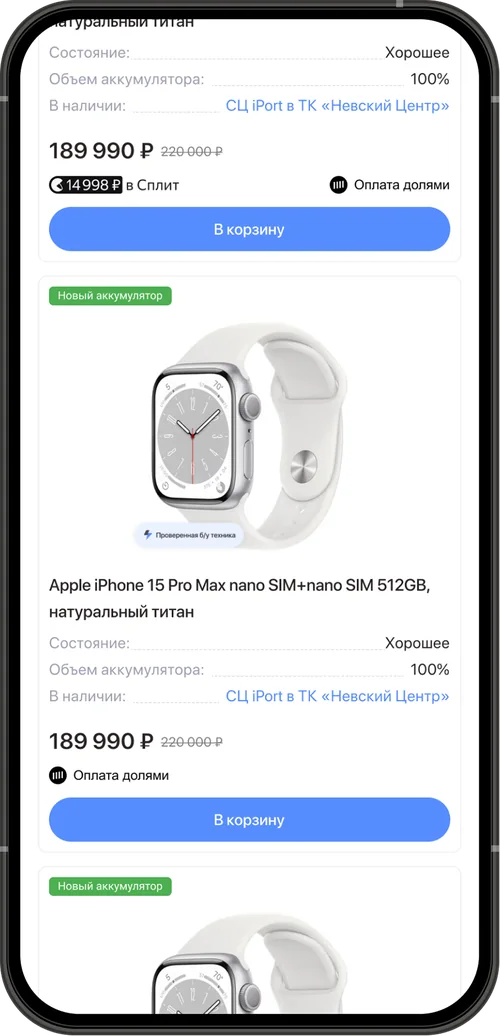 натуральный титан
Состояние: Хорошее
Объем аккумулятора: 100%
В наличии: СЦ iPort в ТК «Невский Центр»
189 990 ₽ 220 000 ₽
14 998 ₽ в Сплит Оплата долями
В корзину
Новый аккумулятор
Проверенная б/у техника
Apple iPhone 15 Pro Max nano SIM+nano SIM 512GB,
натуральный титан
Состояние: Хорошее
Объем аккумулятора: 100%
В наличии: СЦ iPort в ТК «Невский Центр»
189 990 ₽ 220 000 ₽
Оплата долями
В корзину
Новый аккумулятор